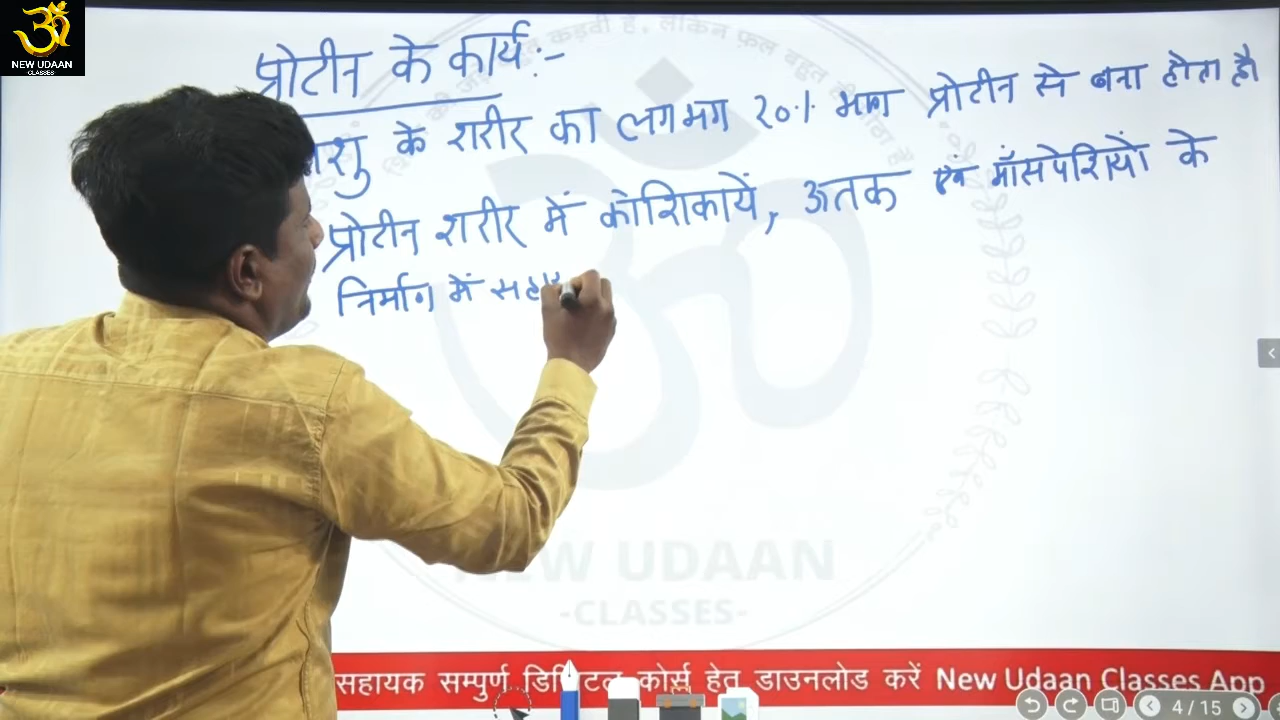 NEW UDAAN
-CLASSES-
प्रोटीन के कार्य:-
के शरीर का लगभग 20% भाग प्रोटीन से बना होता है।
प्रोटीन शरीर में कोशिकायें, ऊतक एवं माँसपेशियों के
निर्माण में
NEW UDAAN
-CLASSES-
सहायक सम्पुर्ण डिजिटल कोर्स हेतु डाउनलोड करें New Udaan Classes App
4 / 15